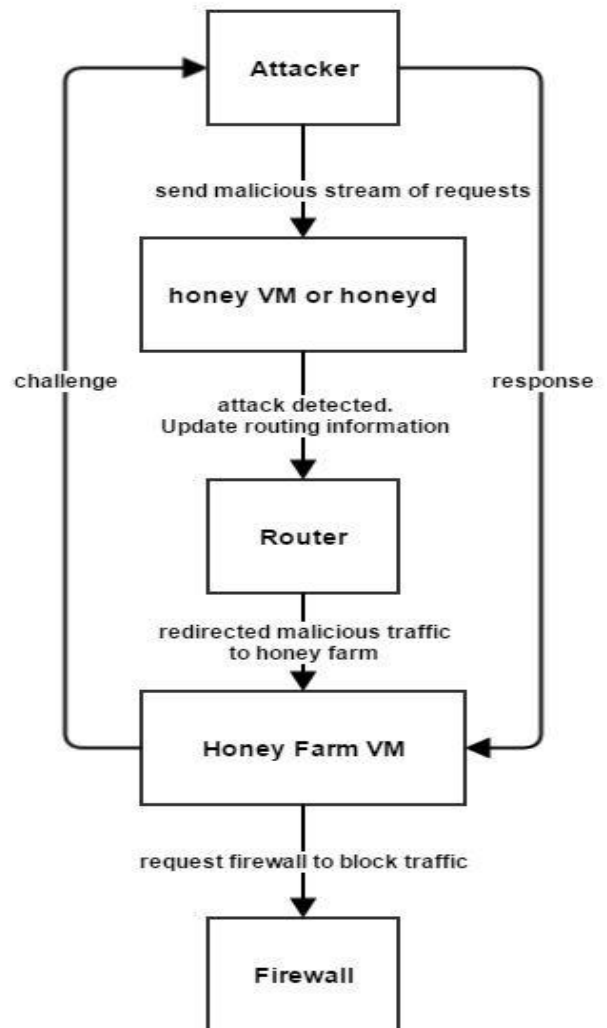 Attacker
send malicious stream of requests
honey VM or honeyd
challenge
response
attack detected.
Update routing information
Router
redirected malicious traffic
to honey farm
Honey Farm VM
request firewall to block traffic
Firewall